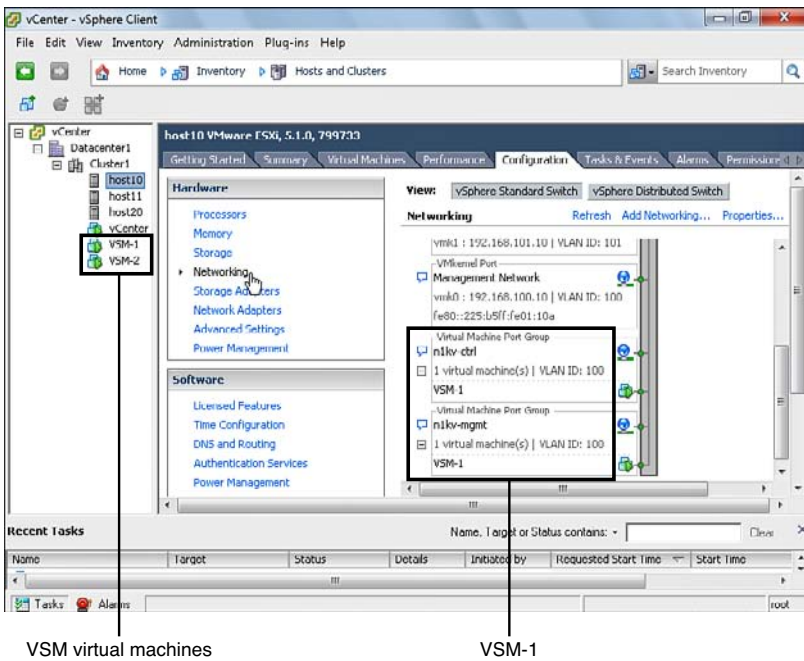 vCenter - vSphere Client
File Edit View Inventory Administration Plug-ins Help
Home Inventory Hosts and Clusters
Search Inventory
vCenter
Datacenter1
Cluster1
host10
host11
host20
vCenter
VSM-1
VSM-2
host10 VMware ESXi, 5.1.0, 799733
Getting Started Summary Virtual Machines Performance Configuration Tasks & Events Alarms Permissions
Hardware
Processors
Memory
Storage
Networking
Storage Adapters
Network Adapters
Advanced Settings
Power Management
Software
Licensed Features
Time Configuration
DNS and Routing
Authentication Services
Power Management
View: vSphere Standard Switch vSphere Distributed Switch
Networking Refresh Add Networking... Properties...
vmk1 : 192.168.101.10 | VLAN ID: 101
VMkernel Port
Management Network
vmk0 : 192.168.100.10 | VLAN ID: 100
fe80::225:b5ff:fe01:10a
Virtual Machine Port Group
n1kv-ctrl
1 virtual machine(s) | VLAN ID: 100
VSM-1
Virtual Machine Port Group
n1kv-mgmt
1 virtual machine(s) | VLAN ID: 100
VSM-1
Recent Tasks
Name, Target or Status contains:
Clear
Name Target Status Details Initiated by Requested Start Time Start Time
Tasks Alarms
root
VSM virtual machines
VSM-1